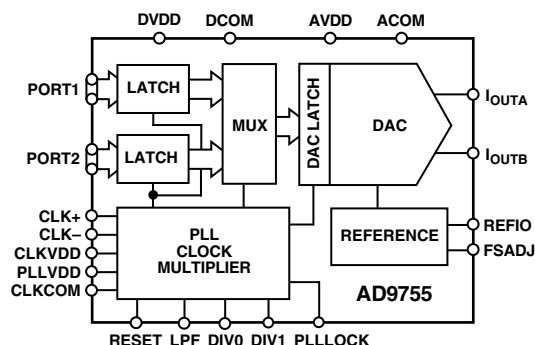 DVDD DCOM AVDD ACOM
PORT1
LATCH
MUX
DAC LATCH
DAC
IOUTA
PORT2
LATCH
IOUTB
CLK+
CLK–
CLKVDD
PLLVDD
CLKCOM
PLL
CLOCK
MULTIPLIER
REFERENCE
REFIO
FSADJ
AD9755
RESET LPF DIV0 DIV1 PLLLOCK